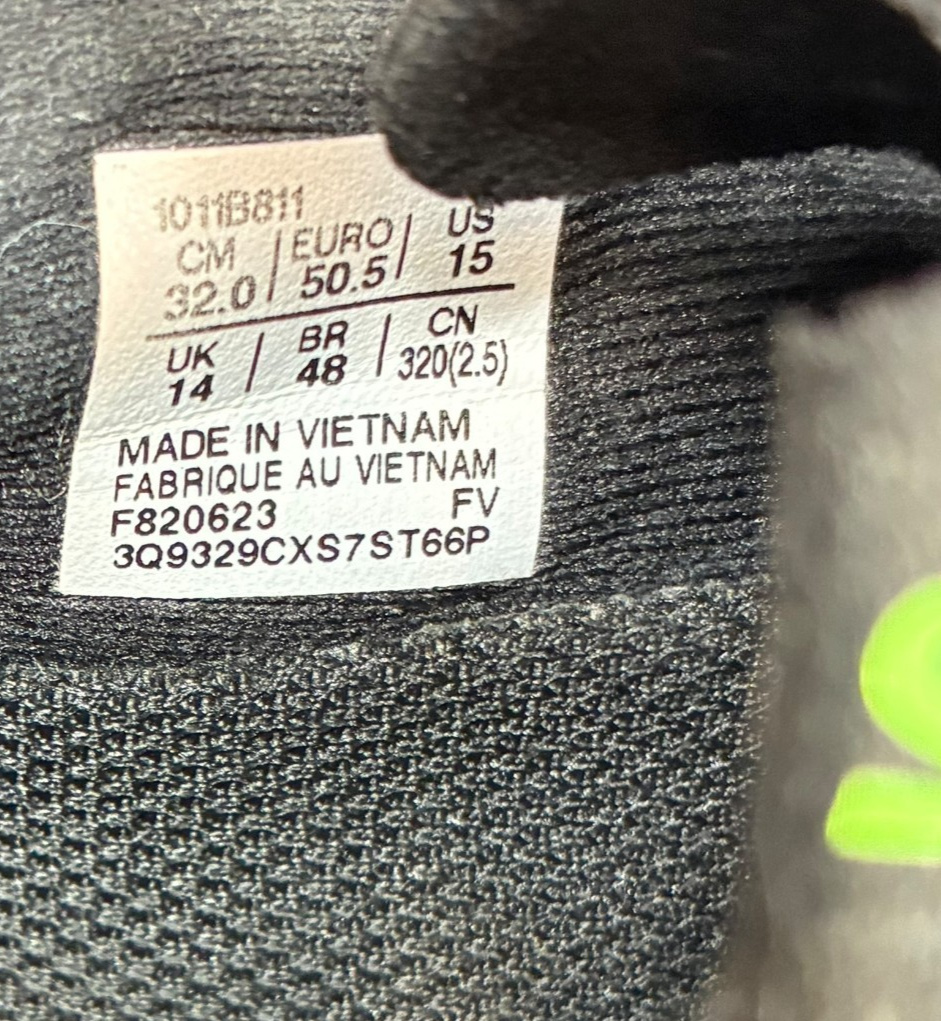 1011B811
CM | EURO | US
32.0 | 50.5 | 15
UK / BR / CN
14 / 48 / 320(2.5)
MADE IN VIETNAM
FABRIQUE AU VIETNAM
F820623 FV
3Q9329CXS7ST66P